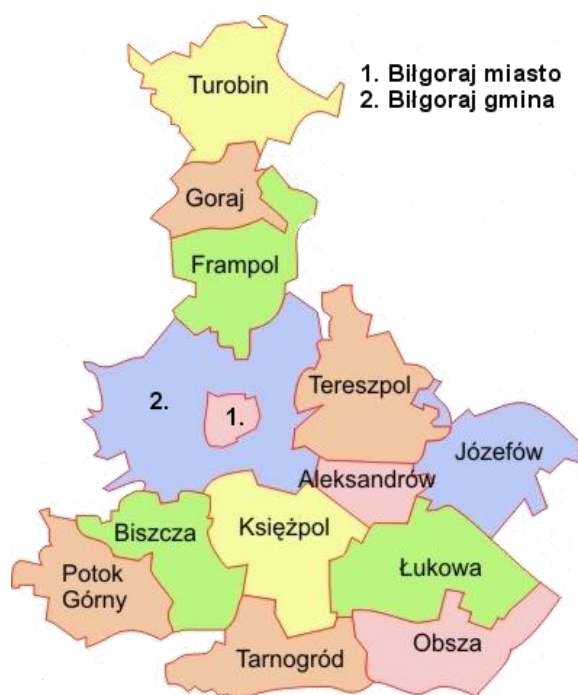 Turobin
1. Biłgoraj miasto
2. Biłgoraj gmina
Goraj
Frampol
Tereszpol
2.
1.
Józefów
Aleksandrów
Biszcza
Księżpol
Potok
Górny
Łukowa
Obsza
Tarnogród